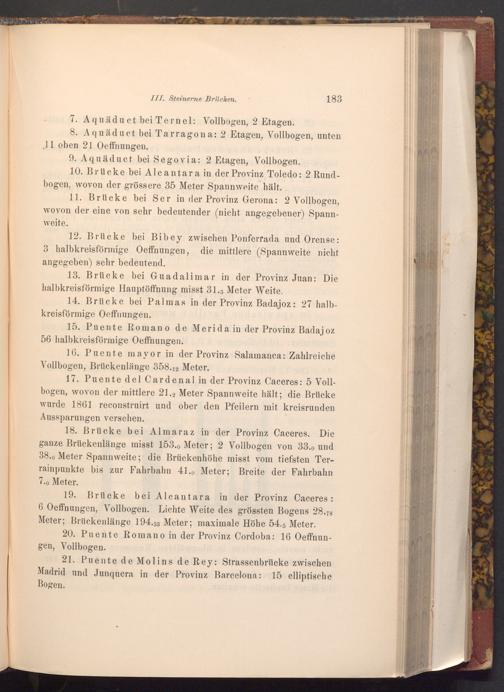 III. Steinerne Brücken. 183
7. Aquäduct bei Ternel: Vollbogen, 2 Etagen.
8. Aquäduct bei Tarragona: 2 Etagen, Vollbogen, unten
11 oben 21 Oeffnungen.
9. Aquäduct bei Segovia: 2 Etagen, Vollbogen.
10. Brücke bei Alcantara in der Provinz Toledo: 2 Rund-
bogen, wovon der grössere 35 Meter Spannweite hält.
11. Brücke bei Ser in der Provinz Gerona: 2 Vollbogen,
wovon der eine von sehr bedeutender (nicht angegebener) Spann-
weite.
12. Brücke bei Bibey zwischen Ponferrada und Orense:
3 halbkreisförmige Oeffnungen, die mittlere (Spannweite nicht
angegeben) sehr bedeutend.
13. Brücke bei Guadalimar in der Provinz Juan: Die
halbkreisförmige Hauptöffnung misst 31.5 Meter Weite.
14. Brücke bei Palmas in der Provinz Badajoz: 27 halb-
kreisförmige Oeffnungen.
15. Puente Romano de Merida in der Provinz Badajoz
56 halbkreisförmige Oeffnungen.
16. Puente mayor in der Provinz Salamanca: Zahlreiche
Vollbogen, Brückenlänge 358.12 Meter.
17. Puente del Cardenal in der Provinz Caceres: 5 Voll-
bogen, wovon der mittlere 21.2 Meter Spannweite hält; die Brücke
wurde 1861 reconstruirt und ober den Pfeilern mit kreisrunden
Aussparungen versehen.
18. Brücke bei Almaraz in der Provinz Caceres. Die
ganze Brückenlänge misst 153.0 Meter; 2 Vollbogen von 33.0 und
38.0 Meter Spannweite; die Brückenhöhe misst vom tiefsten Ter-
rainpunkte bis zur Fahrbahn 41.0 Meter; Breite der Fahrbahn
7.0 Meter.
19. Brücke bei Alcantara in der Provinz Caceres:
6 Oeffnungen, Vollbogen. Lichte Weite des grössten Bogens 28.78
Meter; Brückenlänge 194.53 Meter; maximale Höhe 54.5 Meter.
20. Puente Romano in der Provinz Cordoba: 16 Oeffnun-
gen, Vollbogen.
21. Puente de Molins de Rey: Strassenbrücke zwischen
Madrid und Junquera in der Provinz Barcelona: 15 elliptische
Bogen.